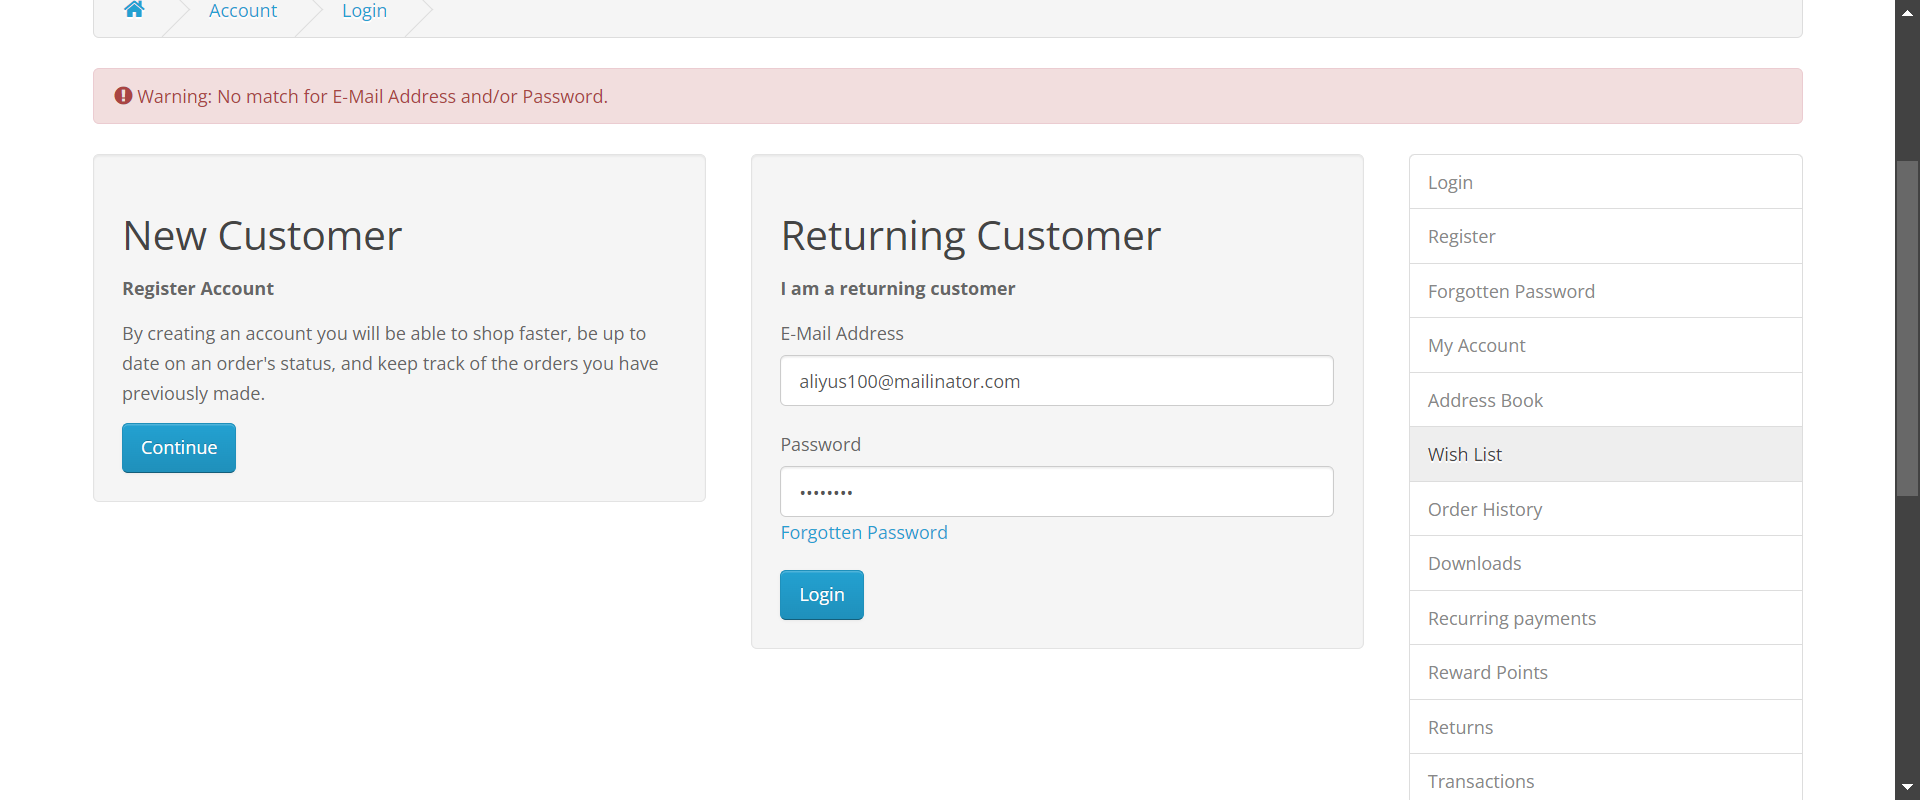 Account
Login
Warning: No match for E-Mail Address and/or Password.
New Customer
Register Account
By creating an account you will be able to shop faster, be up to
date on an order's status, and keep track of the orders you have
previously made.
Continue
Returning Customer
I am a returning customer
E-Mail Address
aliyus100@mailinator.com
Password
••••••••
Forgotten Password
Login
Login
Register
Forgotten Password
My Account
Address Book
Wish List
Order History
Downloads
Recurring payments
Reward Points
Returns
Transactions